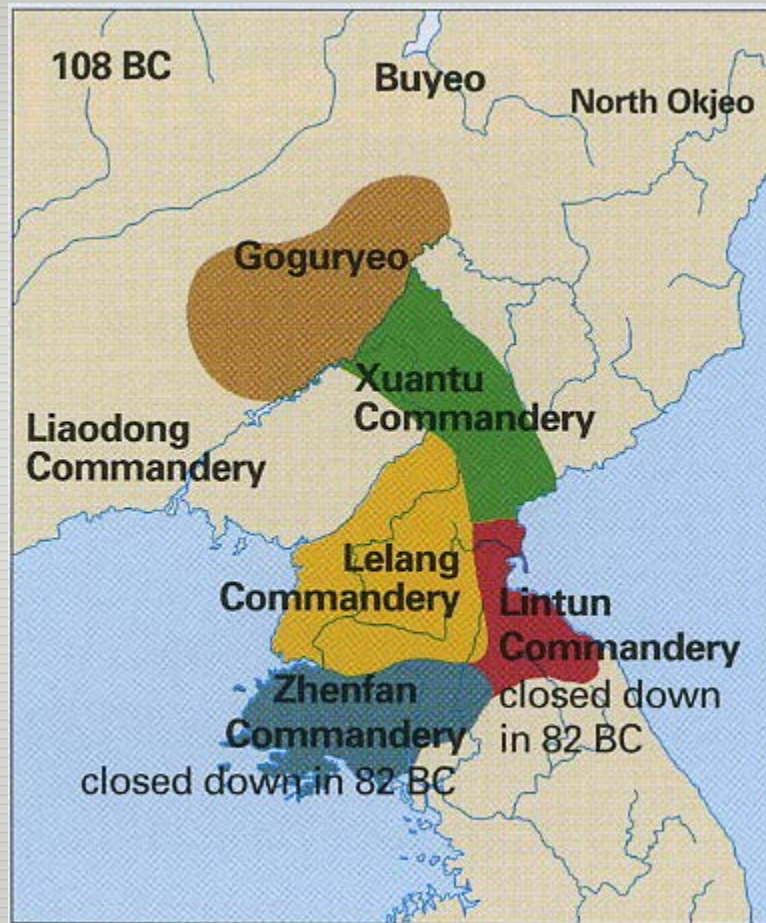 108 BC
Buyeo
North Okjeo
Goguryeo
Xuantu
Commandery
Liaodong
Commandery
Lelang
Commandery
Lintun
Commandery
closed down
in 82 BC
Zhenfan
Commandery
closed down in 82 BC